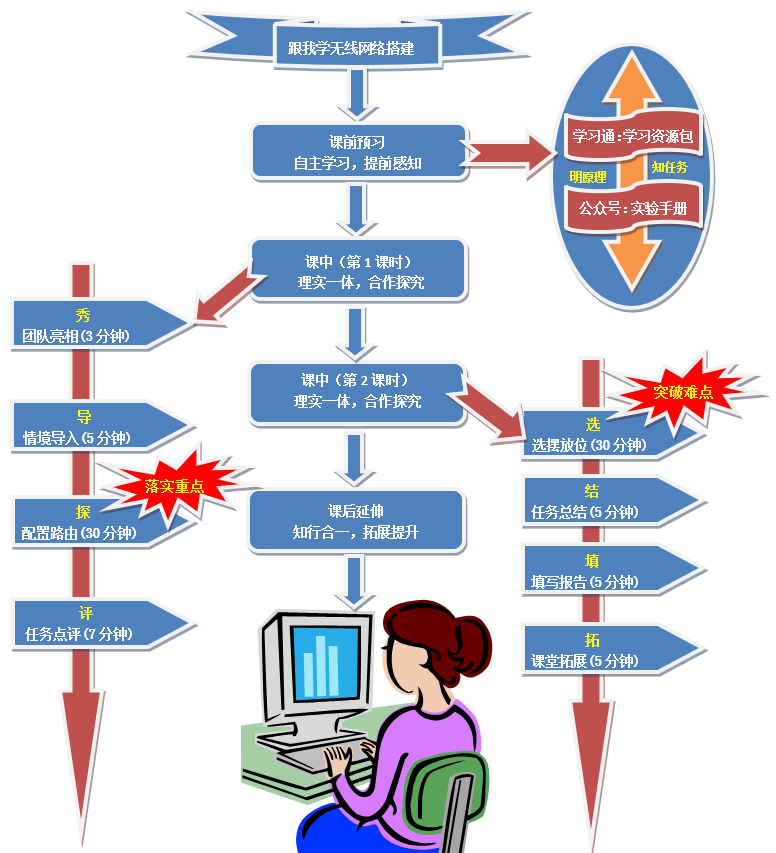 跟我学无线网络搭建
课前预习
自主学习，提前感知
学习通:学习资源包
明原理
知任务
公众号:实验手册
课中（第1课时）
理实一体，合作探究
秀
团队亮相(3分钟)
导
情境导入(5分钟)
落实重点
探
配置路由(30分钟)
评
任务点评(7分钟)
课中（第2课时）
理实一体，合作探究
突破难点
选
选摆放位(30分钟)
结
任务总结(5分钟)
填
填写报告(5分钟)
拓
课堂拓展(5分钟)
课后延伸
知行合一，拓展提升